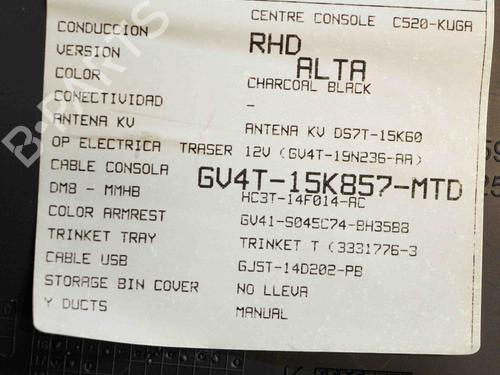 CENTRE CONSOLE C520-KUGA
CONDUCCION RHD
VERSION ALTA
COLOR CHARCOAL BLACK
CONECTIVIDAD -
ANTENA KV ANTENA KV DS7T-15K60
OP ELECTRICA TRASER 12V (GV4T-19N236-AA)
CABLE CONSOLA GV4T-15K857-MTD
DM8 - MMHB HC3T-14F014-AC
COLOR ARMREST GV41-S045C74-BH35B8
TRINKET TRAY TRINKET T (3331776-3
CABLE USB GJ5T-14D202-PB
STORAGE BIN COVER NO LLEVA
Y DUCTS MANUAL
B-PARTS